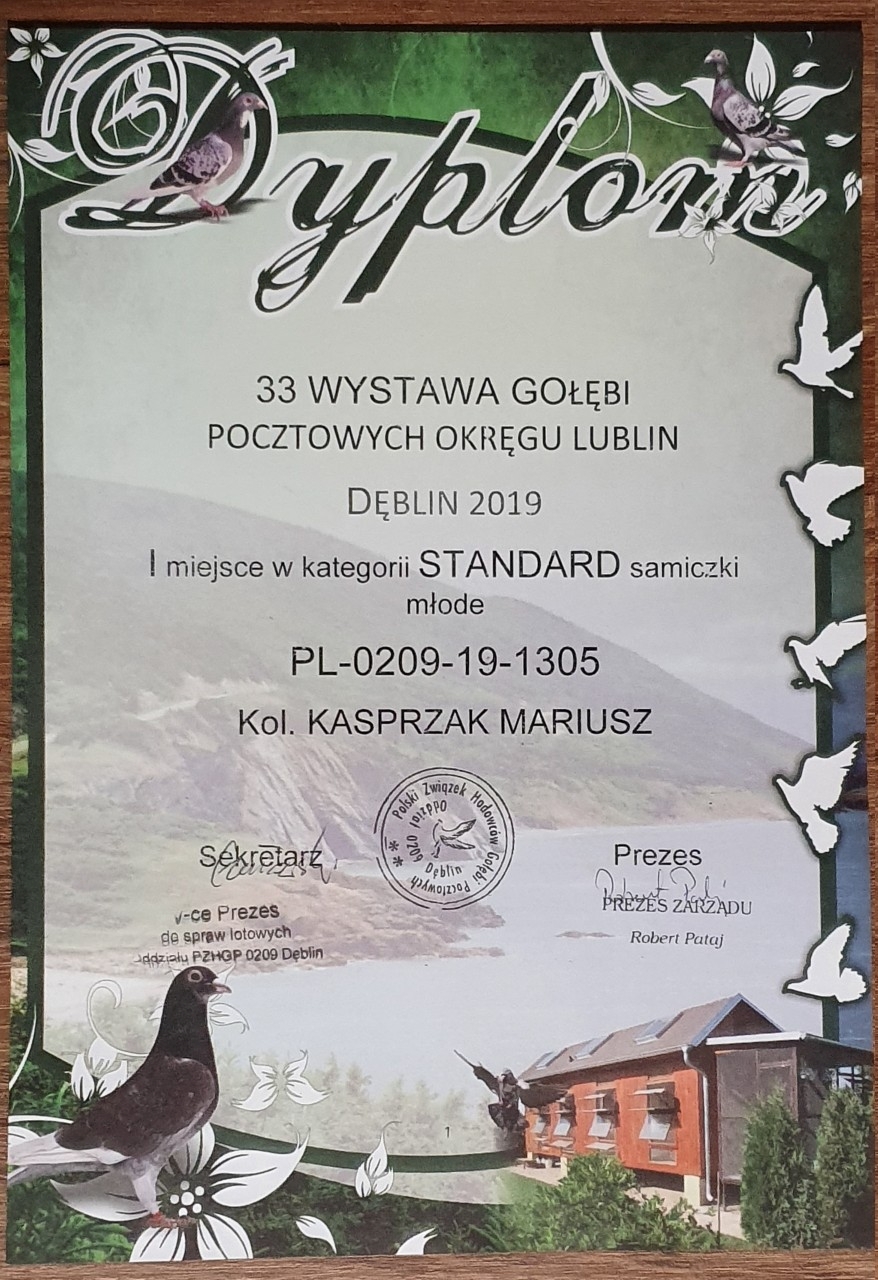 Dyplom
33 WYSTAWA GOŁĘBI
POCZTOWYCH OKRĘGU LUBLIN
DĘBLIN 2019
I miejsce w kategorii STANDARD samiczki
młode
PL-0209-19-1305
Kol. KASPRZAK MARIUSZ
Polski Związek Hodowców Gołębi Pocztowych
Oddział 0209
Dęblin
Sekretarz
v-ce Prezes
do spraw lotowych
oddziału PZHGP 0209 Dęblin
Prezes
PREZES ZARZĄDU
Robert Pataj
1